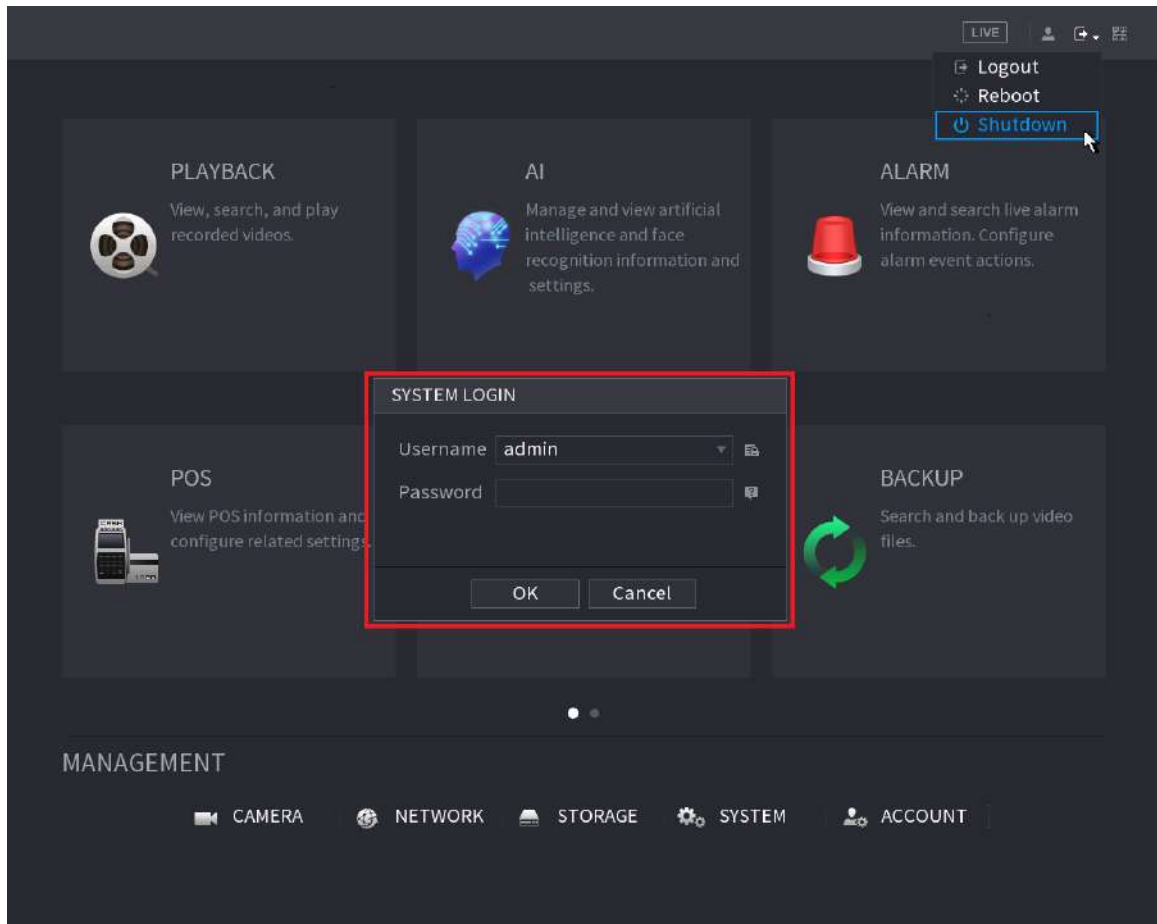 LIVE
Logout
Reboot
Shutdown
PLAYBACK
View, search, and play
recorded videos.
AI
Manage and view artificial
intelligence and face
recognition information and
settings.
ALARM
View and search live alarm
information. Configure
alarm event actions.
SYSTEM LOGIN
Username admin
Password
OK Cancel
POS
View POS information and
configure related settings.
BACKUP
Search and back up video
files.
MANAGEMENT
CAMERA NETWORK STORAGE SYSTEM ACCOUNT